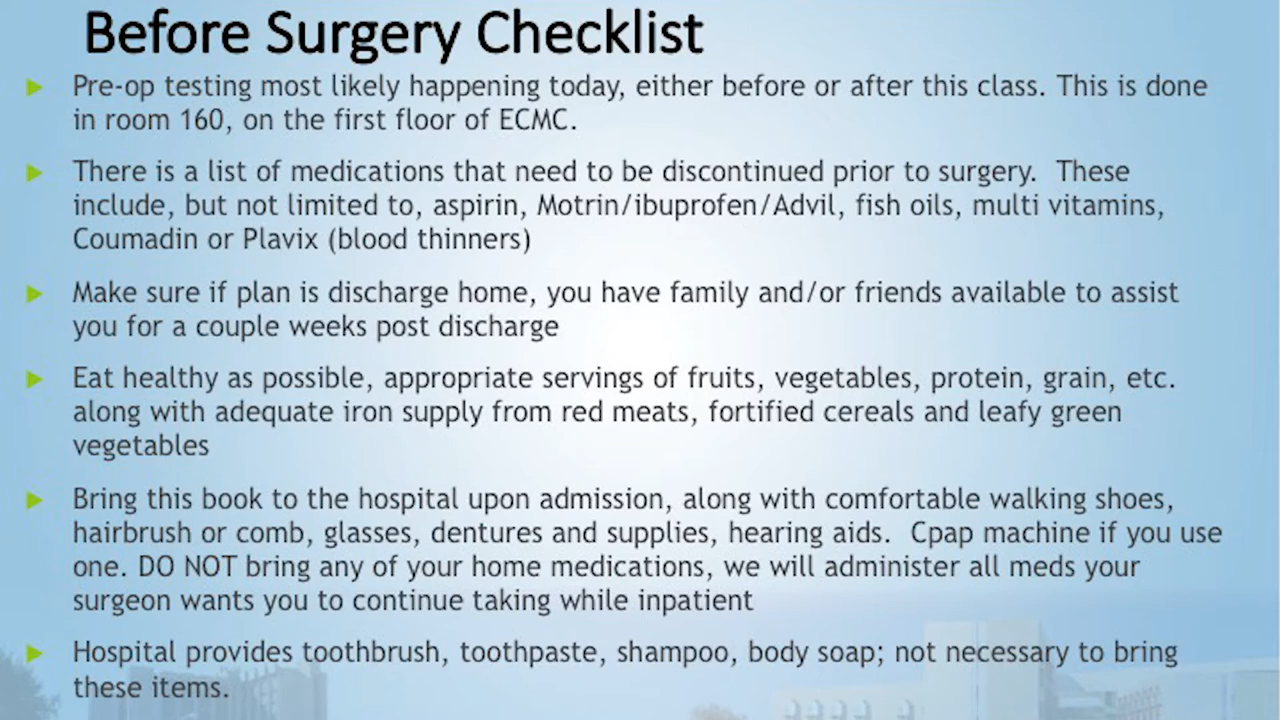 Before Surgery Checklist
Pre-op testing most likely happening today, either before or after this class. This is done
in room 160, on the first floor of ECMC.
There is a list of medications that need to be discontinued prior to surgery.  These
include, but not limited to, aspirin, Motrin/ibuprofen/Advil, fish oils, multi vitamins,
Coumadin or Plavix (blood thinners)
Make sure if plan is discharge home, you have family and/or friends available to assist
you for a couple weeks post discharge
Eat healthy as possible, appropriate servings of fruits, vegetables, protein, grain, etc.
along with adequate iron supply from red meats, fortified cereals and leafy green
vegetables
Bring this book to the hospital upon admission, along with comfortable walking shoes,
hairbrush or comb, glasses, dentures and supplies, hearing aids.  Cpap machine if you use
one. DO NOT bring any of your home medications, we will administer all meds your
surgeon wants you to continue taking while inpatient
Hospital provides toothbrush, toothpaste, shampoo, body soap; not necessary to bring
these items.